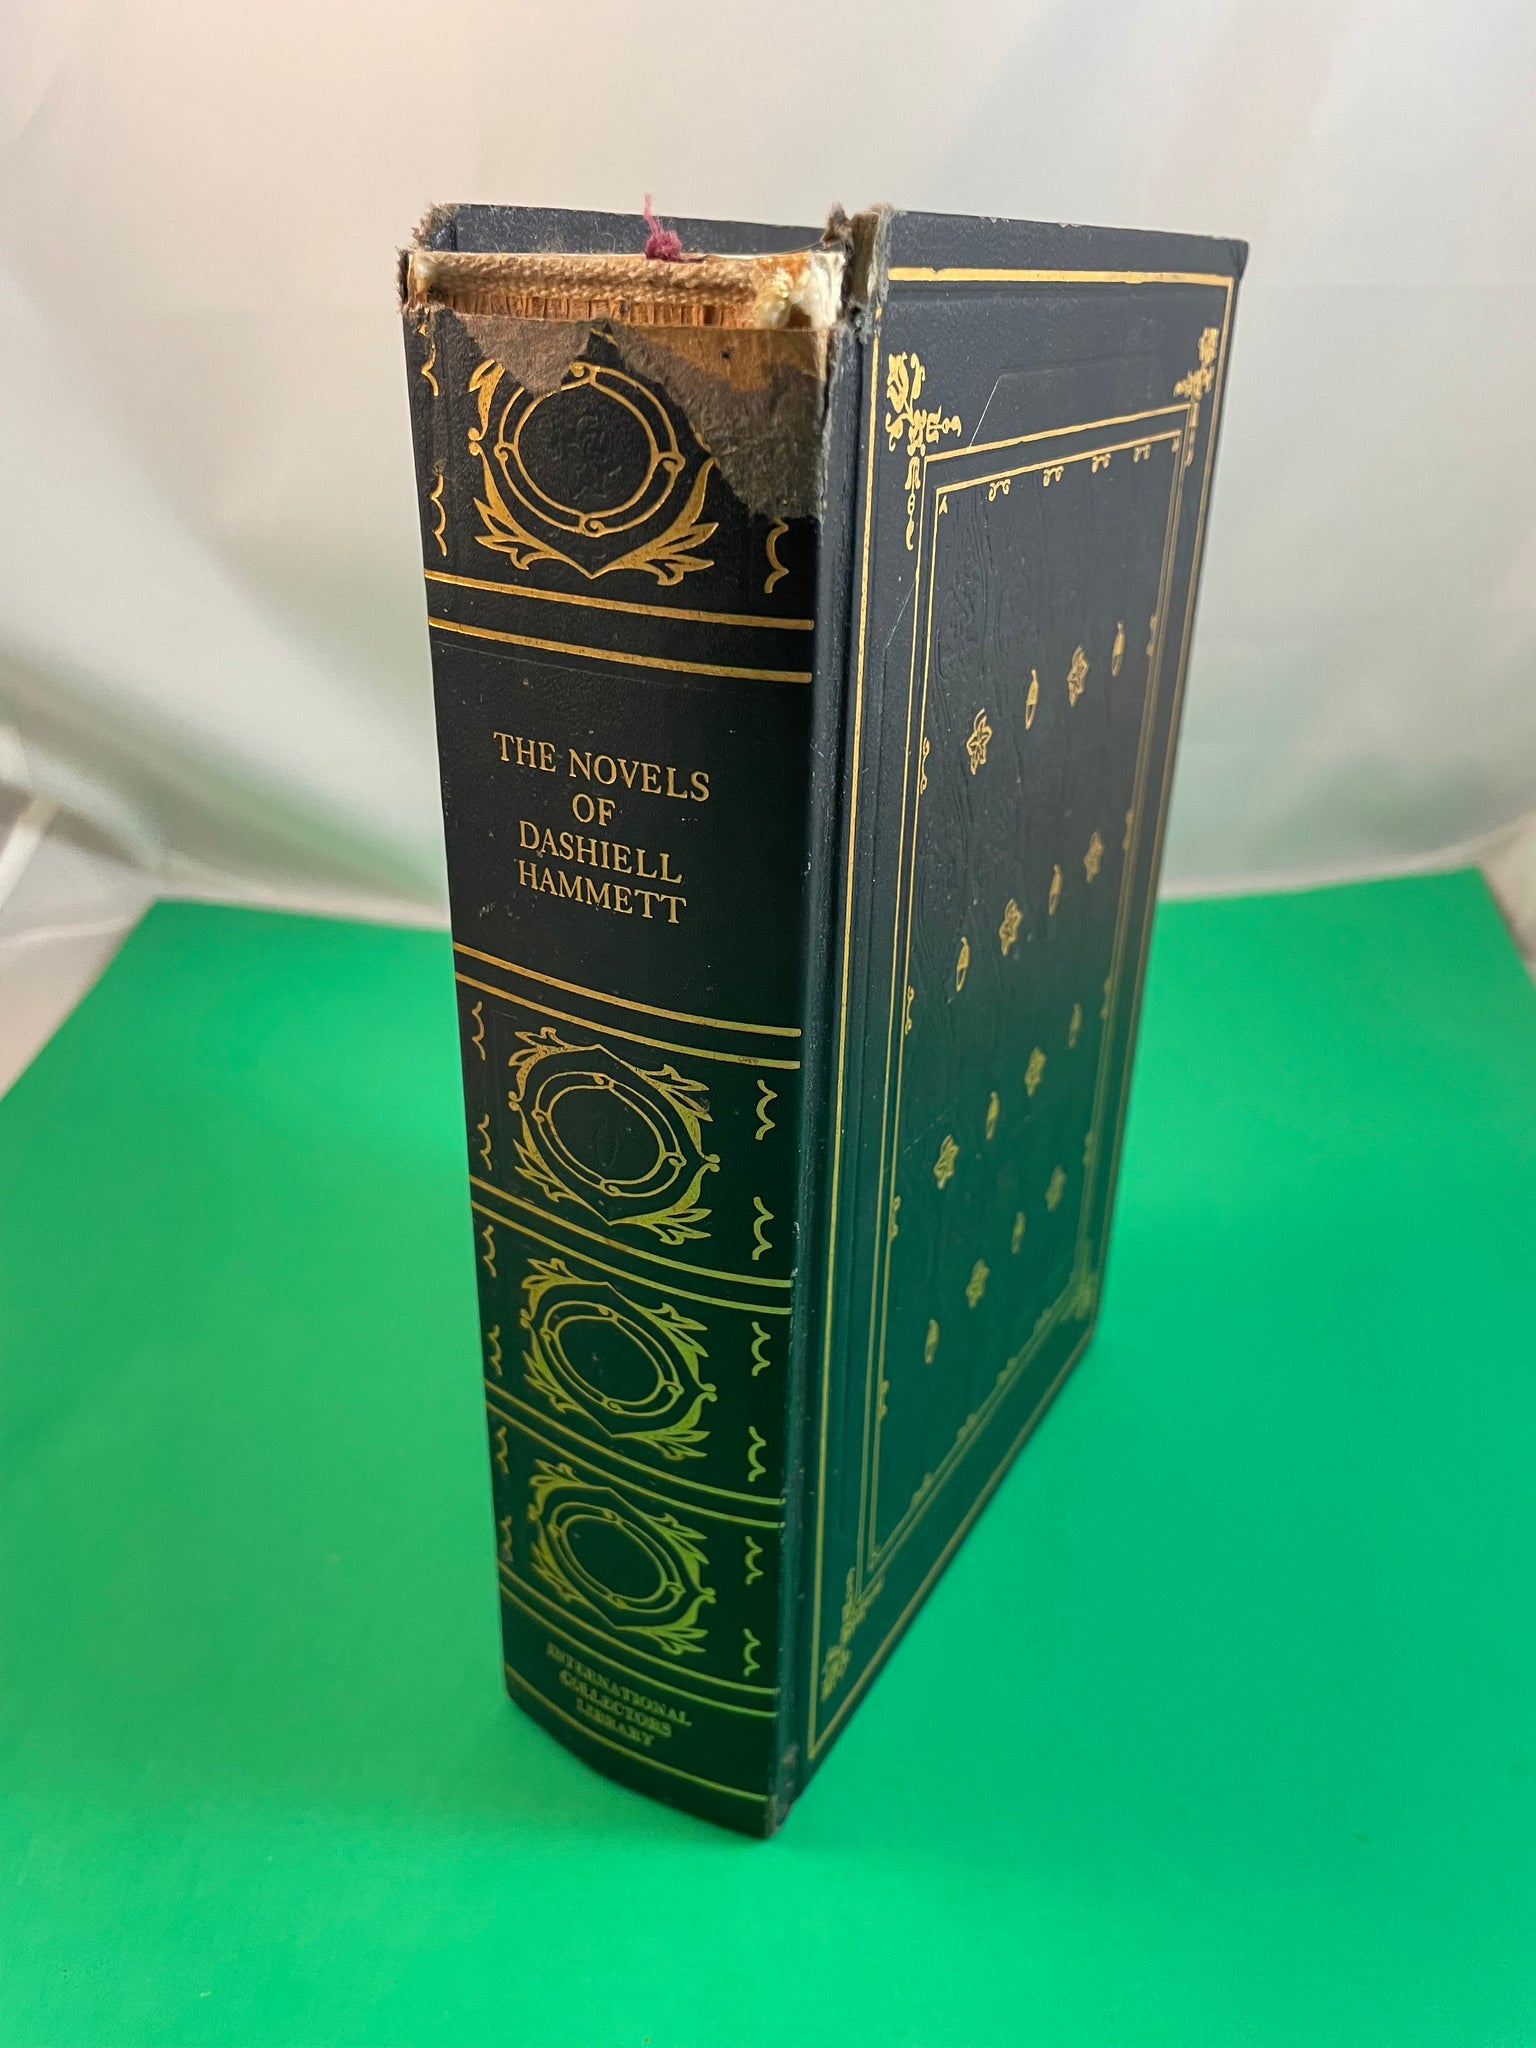 THE NOVELS
OF
DASHIELL
HAMMETT
INTERNATIONAL
COLLECTORS
LIBRARY